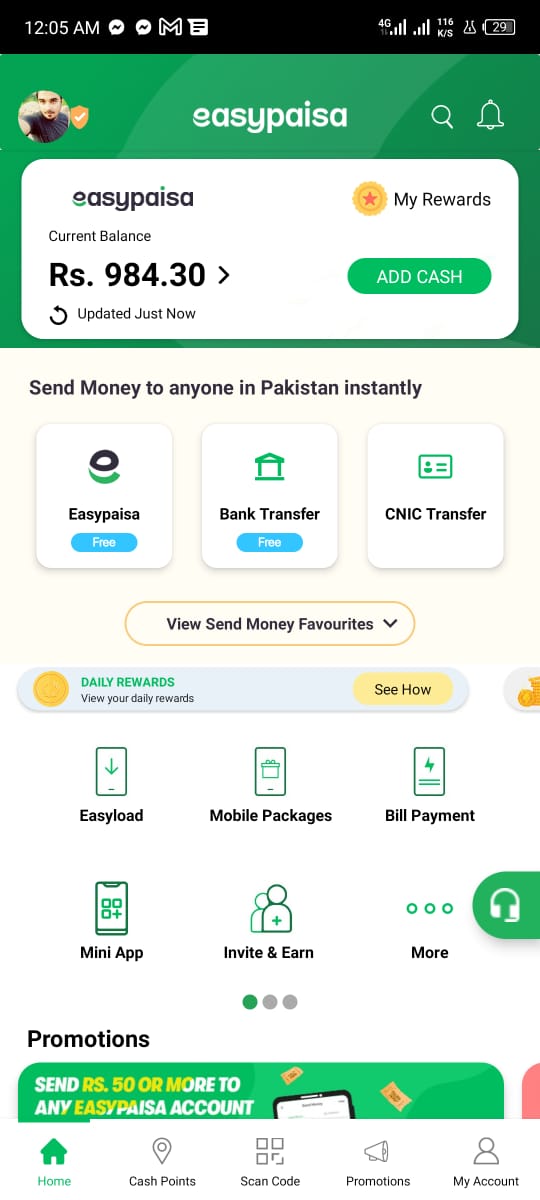 12:05 AM
4G
116
K/S
29
easypaisa
easypaisa
My Rewards
Current Balance
Rs. 984.30
ADD CASH
Updated Just Now
Send Money to anyone in Pakistan instantly
Easypaisa
Bank Transfer
CNIC Transfer
Free
Free
View Send Money Favourites
DAILY REWARDS
View your daily rewards
See How
Easyload
Mobile Packages
Bill Payment
Mini App
Invite & Earn
More
Promotions
SEND RS. 50 OR MORE TO
ANY EASYPAISA ACCOUNT
Home
Cash Points
Scan Code
Promotions
My Account